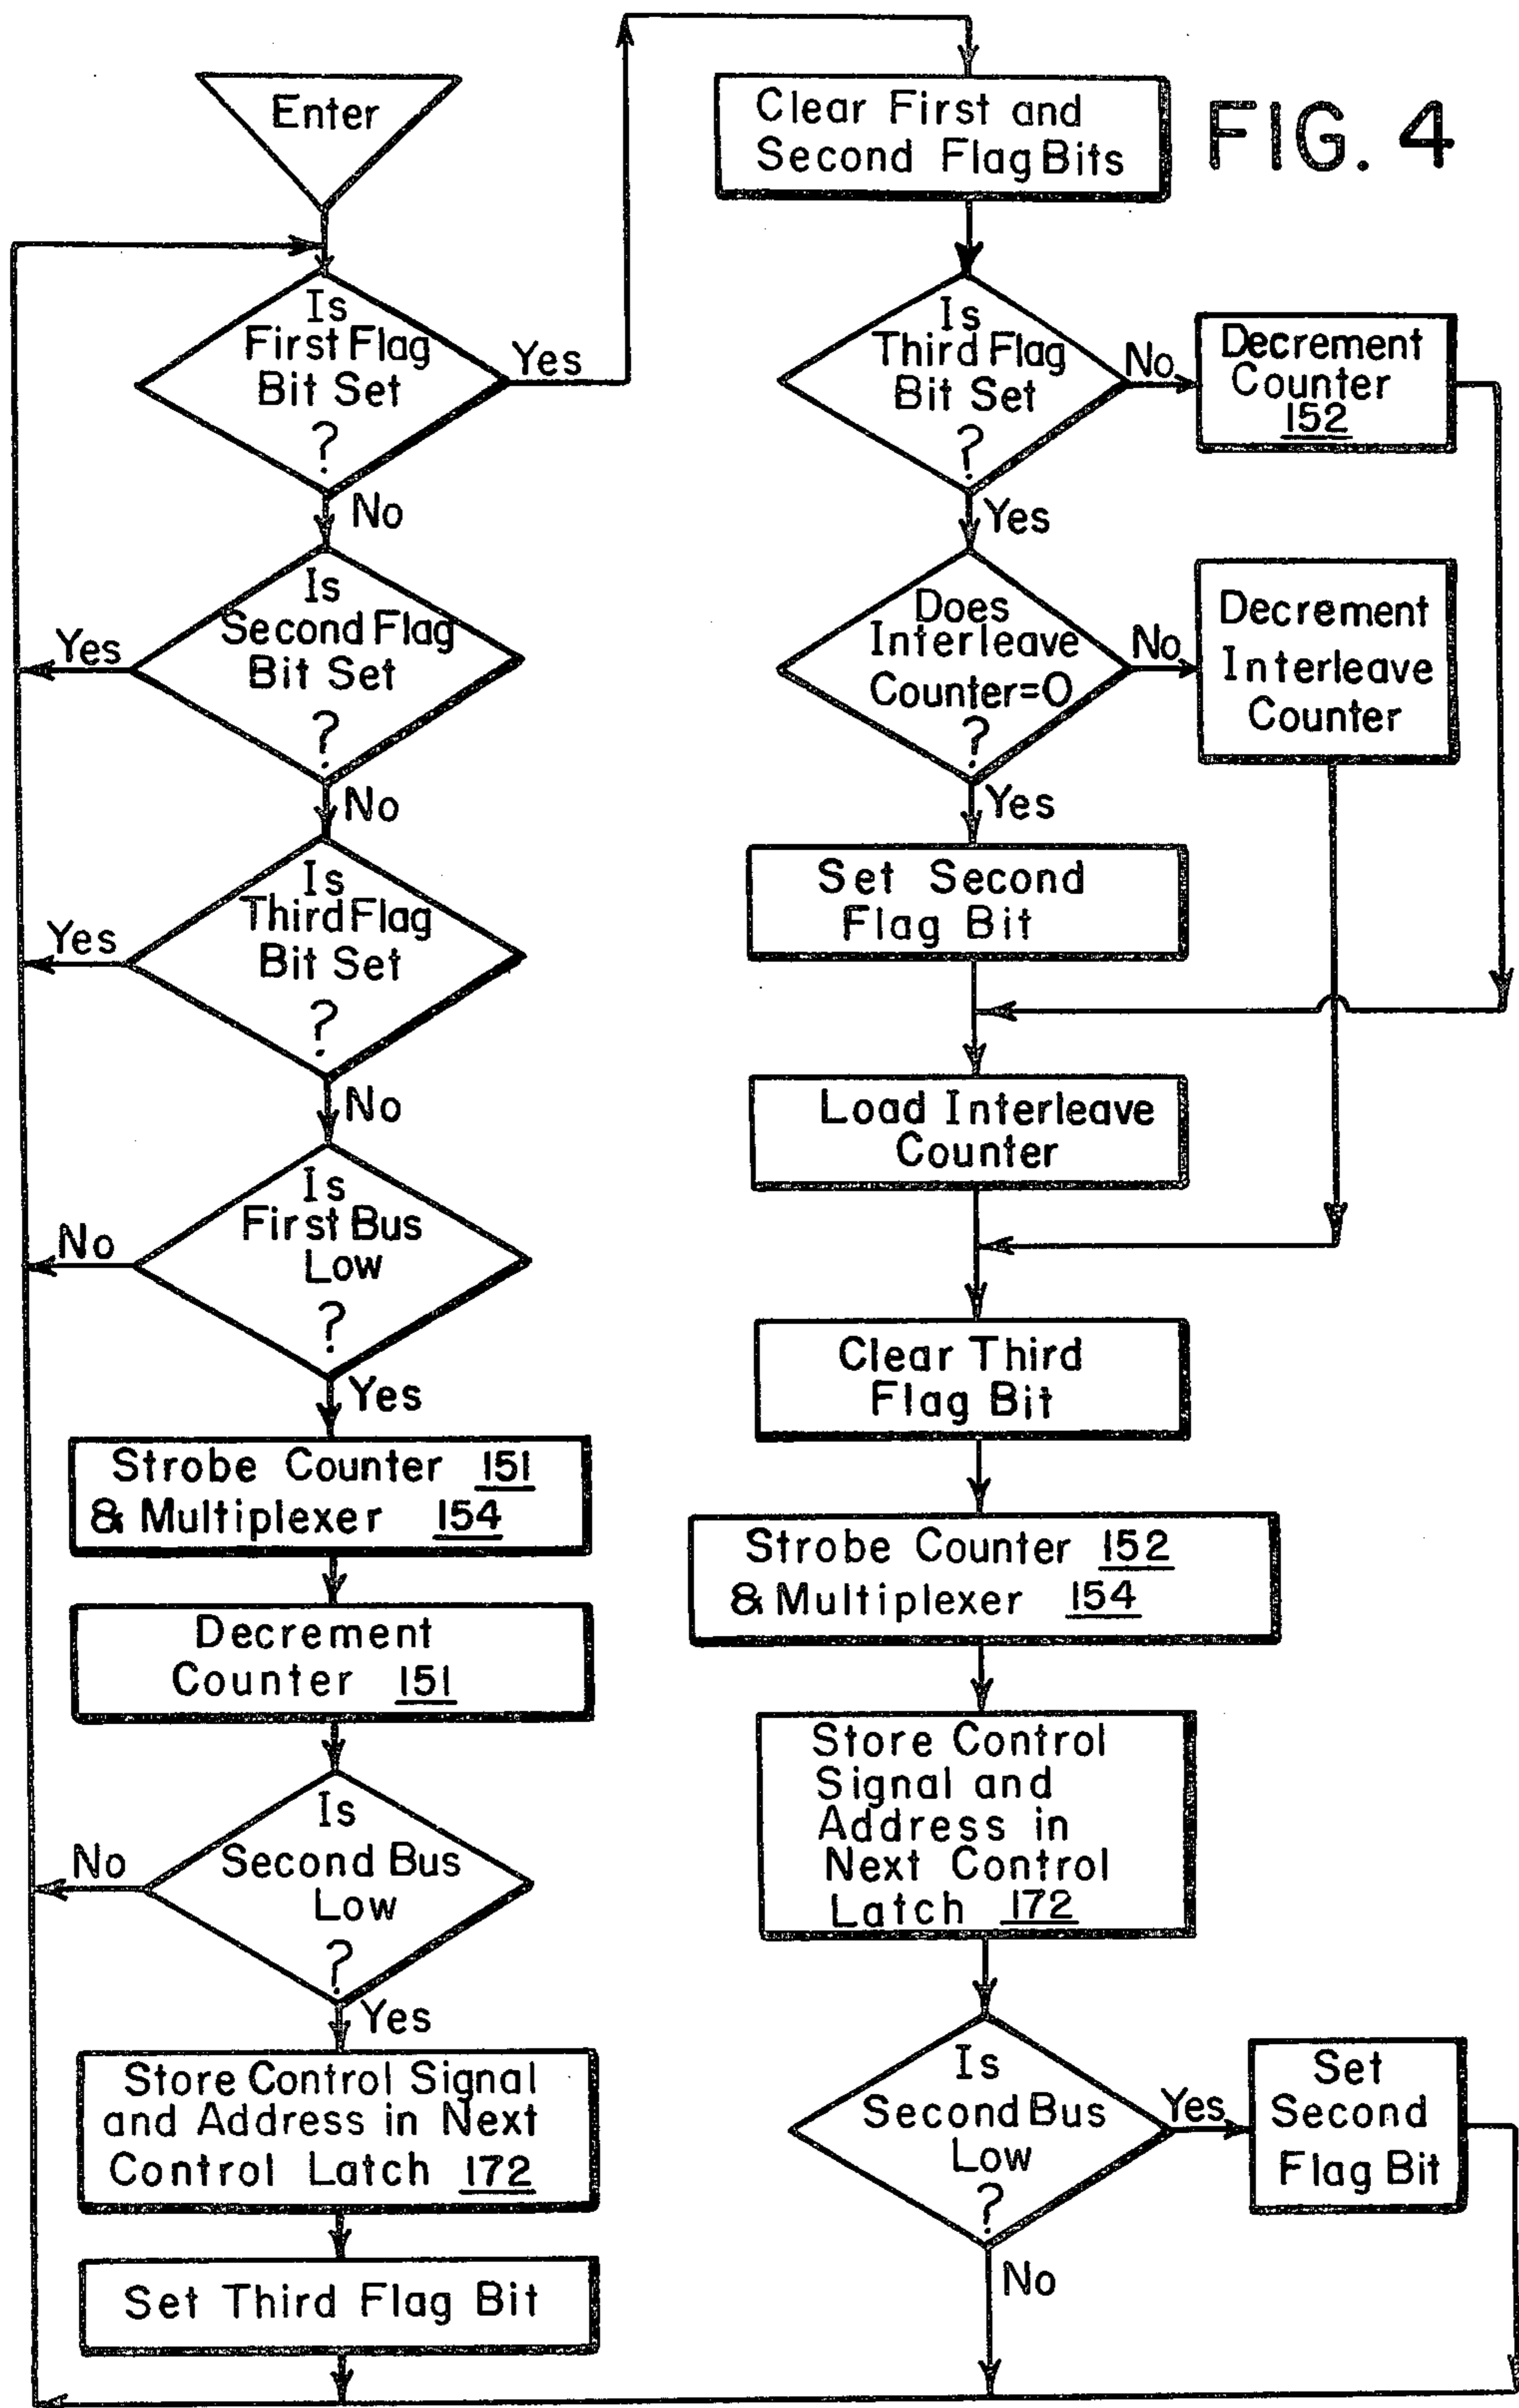 FIG. 4
Enter
Is
First Flag
Bit Set
?
Yes
No
Is
Second Flag
Bit Set
?
Yes
No
Is
Third Flag
Bit Set
?
Yes
No
Is
First Bus
Low
?
No
Yes
Strobe Counter 151
& Multiplexer 154
Decrement
Counter 151
Is
Second Bus
Low
?
No
Yes
Store Control Signal
and Address in Next
Control Latch 172
Set Third Flag Bit
Clear First and
Second Flag Bits
Is
Third Flag
Bit Set
?
No
Decrement
Counter
152
Yes
Does
Interleave
Counter=0
?
No
Decrement
Interleave
Counter
Yes
Set Second
Flag Bit
Load Interleave
Counter
Clear Third
Flag Bit
Strobe Counter 152
& Multiplexer 154
Store Control
Signal and
Address in
Next Control
Latch 172
Is
Second Bus
Low
?
Yes
Set
Second
Flag Bit
No